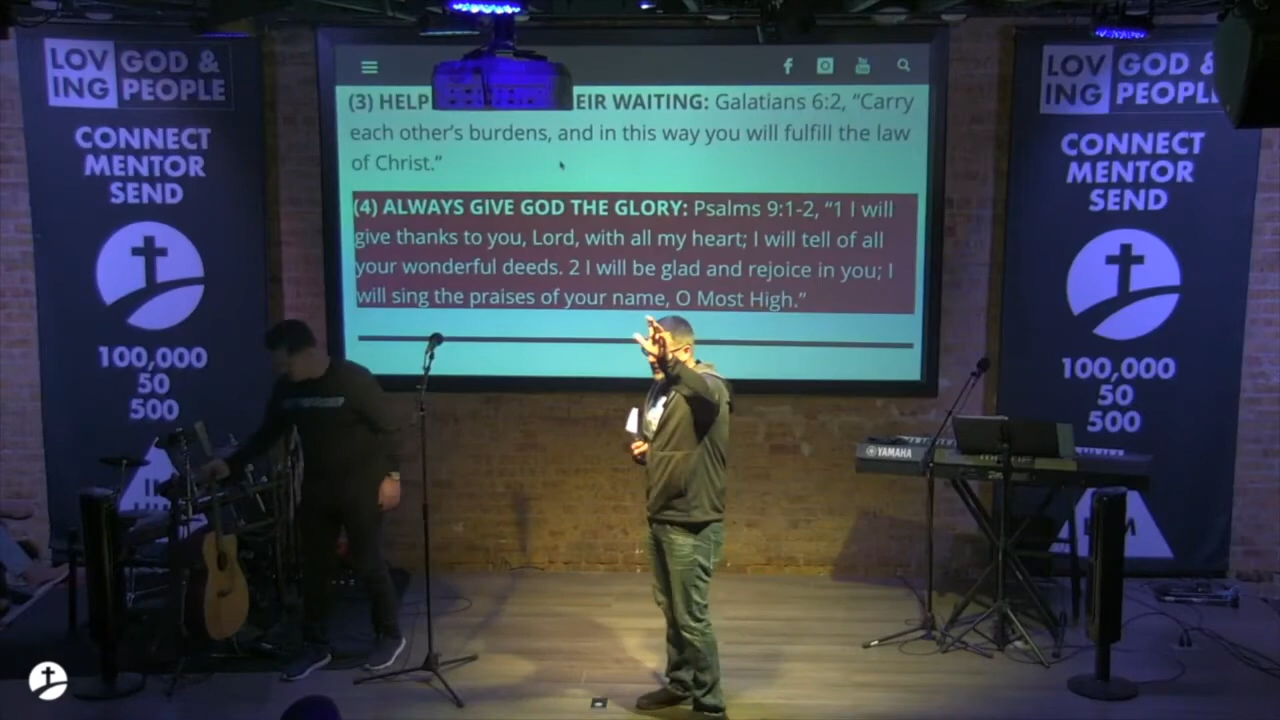 LOV
ING
GOD &
PEOPLE
CONNECT
MENTOR
SEND
100,000
50
500
(3) HELP EIR WAITING: Galatians 6:2, “Carry
each other’s burdens, and in this way you will fulfill the law
of Christ.”
(4) ALWAYS GIVE GOD THE GLORY: Psalms 9:1-2, “1 I will
give thanks to you, Lord, with all my heart; I will tell of all
your wonderful deeds. 2 I will be glad and rejoice in you; I
will sing the praises of your name, O Most High.”
LOV
ING
GOD &
PEOPL
CONNECT
MENTOR
SEND
100,000
50
500
YAMAHA